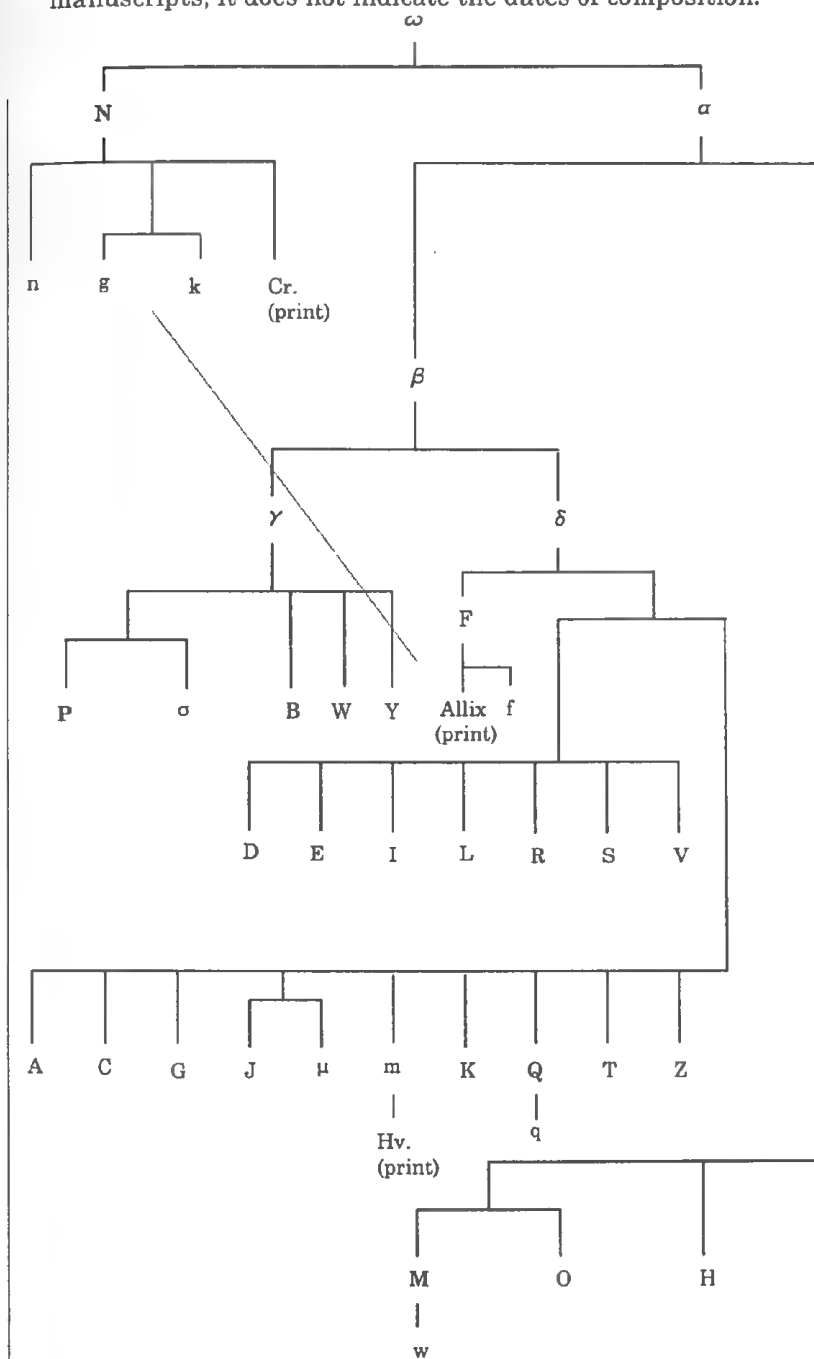 manuscripts, it does not indicate the dates of composition.
ω
N α
n g k Cr.
(print)
β
γ δ
F
P σ B W Y Allix f
(print)
D E I L R S V
A C G J μ m K Q T Z
Hv. q
(print)
M O H
w